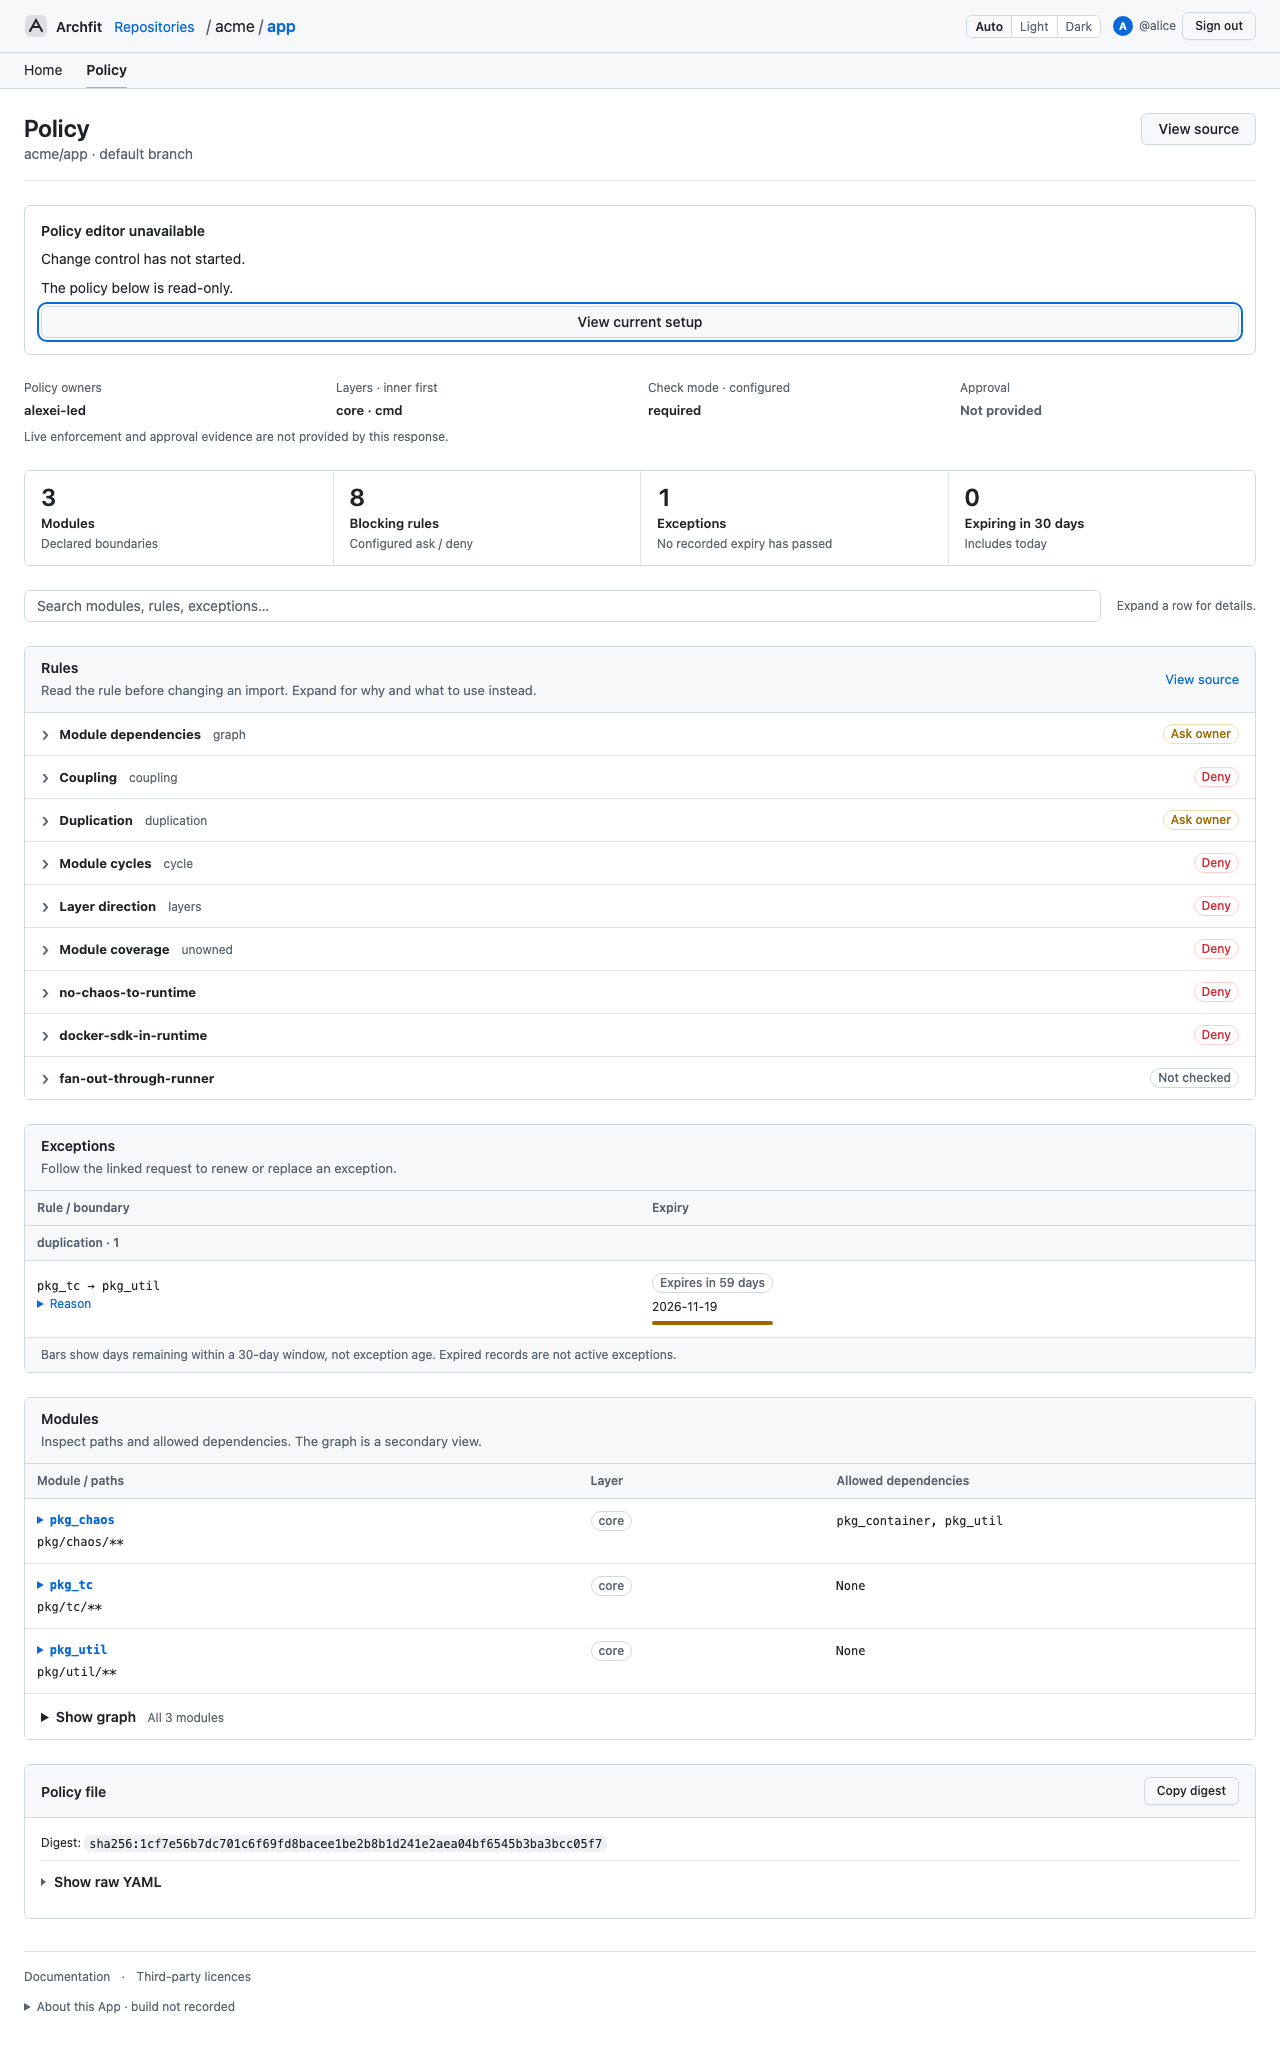 Archfit Repositories / acme / app Auto Light Dark A @alice Sign out
Home Policy
Policy View source
acme/app · default branch
Policy editor unavailable
Change control has not started.
The policy below is read-only.
View current setup
Policy owners Layers · inner first Check mode · configured Approval
alexei-led core · cmd required Not provided
Live enforcement and approval evidence are not provided by this response.
3 8 1 0
Modules Blocking rules Exceptions Expiring in 30 days
Declared boundaries Configured ask / deny No recorded expiry has passed Includes today
Search modules, rules, exceptions… Expand a row for details.
Rules
Read the rule before changing an import. Expand for why and what to use instead. View source
Module dependencies graph Ask owner
Coupling coupling Deny
Duplication duplication Ask owner
Module cycles cycle Deny
Layer direction layers Deny
Module coverage unowned Deny
no-chaos-to-runtime Deny
docker-sdk-in-runtime Deny
fan-out-through-runner Not checked
Exceptions
Follow the linked request to renew or replace an exception.
Rule / boundary Expiry
duplication · 1
pkg_tc → pkg_util Expires in 59 days
Reason 2026-11-19
Bars show days remaining within a 30-day window, not exception age. Expired records are not active exceptions.
Modules
Inspect paths and allowed dependencies. The graph is a secondary view.
Module / paths Layer Allowed dependencies
pkg_chaos core pkg_container, pkg_util
pkg/chaos/**
pkg_tc core None
pkg/tc/**
pkg_util core None
pkg/util/**
Show graph All 3 modules
Policy file Copy digest
Digest: sha256:1cf7e56b7dc701c6f69fd8bacee1be2b8b1d241e2aea04bf6545b3ba3bcc05f7
Show raw YAML
Documentation · Third-party licences
About this App · build not recorded